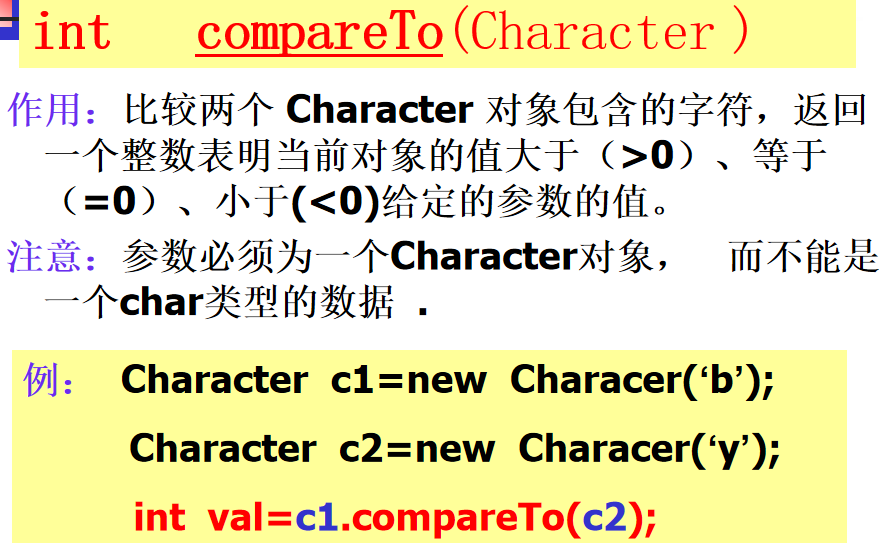 int compareTo(Character )
作用：比较两个 Character 对象包含的字符，返回
一个整数表明当前对象的值大于（>0）、等于
（=0）、小于(<0)给定的参数的值。
注意：参数必须为一个Character对象， 而不能是
一个char类型的数据 .
例： Character c1=new Characer(‘b’);
Character c2=new Characer(‘y’);
int val=c1.compareTo(c2);